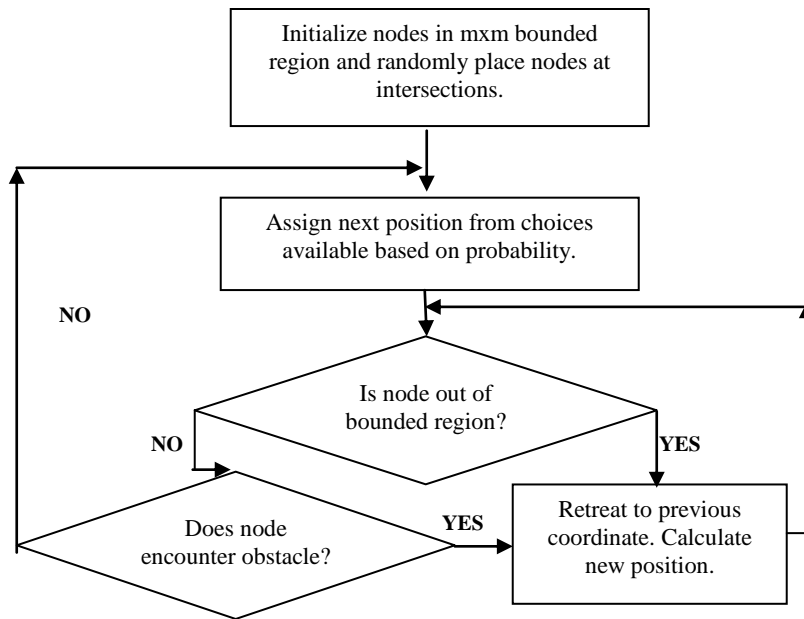 Initialize nodes in mxm bounded
region and randomly place nodes at
intersections.
Assign next position from choices
available based on probability.
NO
Is node out of
bounded region?
NO
YES
Does node
encounter obstacle?
YES
Retreat to previous
coordinate. Calculate
new position.